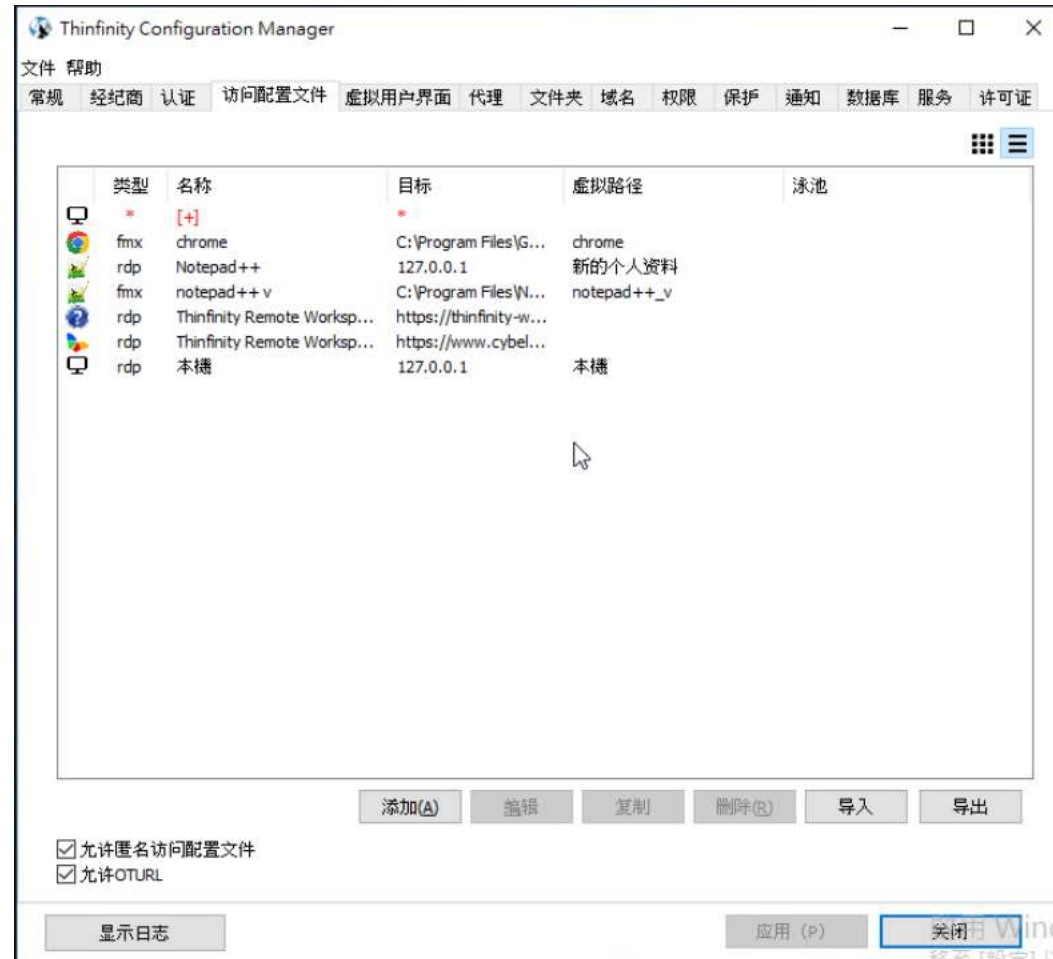 Thinfinity Configuration Manager
文件 帮助
常规 经纪商 认证 访问配置文件 虚拟用户界面 代理 文件夹 域名 权限 保护 通知 数据库 服务 许可证
类型 名称 目标 虚拟路径 泳池
* [+] *
fmx chrome C:\Program Files\G... chrome
rdp Notepad++ 127.0.0.1 新的个人资料
fmx notepad++ v C:\Program Files\N... notepad++_v
rdp Thinfinity Remote Worksp... https://thinfinity-w...
rdp Thinfinity Remote Worksp... https://www.cybel...
rdp 本機 127.0.0.1 本機
添加(A) 编辑 复制 删除(R) 导入 导出
允许匿名访问配置文件
允许OTURL
显示日志 应用 (P) 关闭